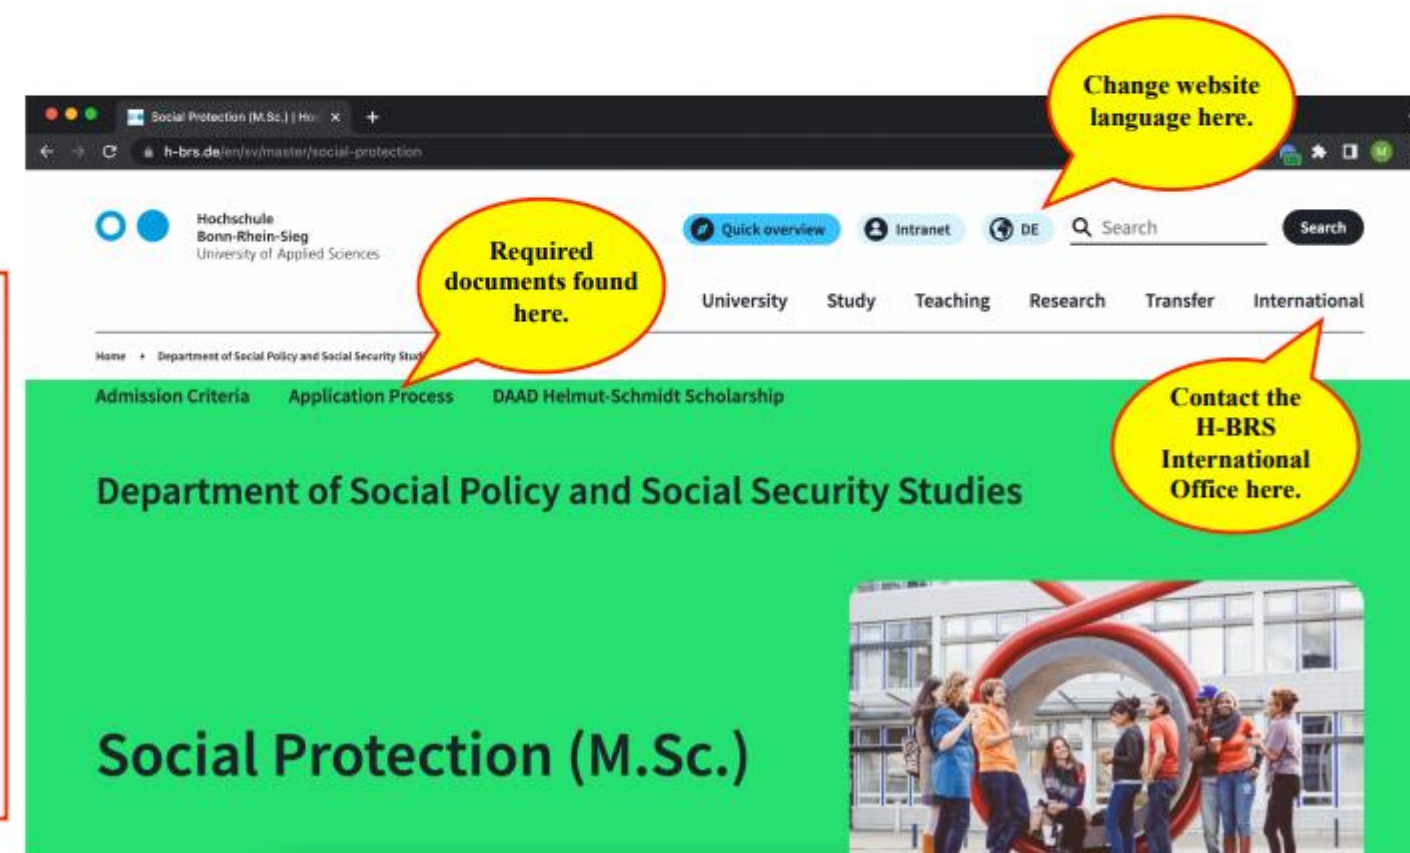 Change website
language here.
Social Protection (M.Sc.) | Ho
h-brs.de/en/sv/master/social-protection
Hochschule
Bonn-Rhein-Sieg
University of Applied Sciences
Quick overview
Intranet
DE
Search
Search
Required
documents found
here.
University Study Teaching Research Transfer International
Home Department of Social Policy and Social Security
Admission Criteria Application Process DAAD Helmut-Schmidt Scholarship
Contact the
H-BRS
International
Office here.
Department of Social Policy and Social Security Studies
Social Protection (M.Sc.)